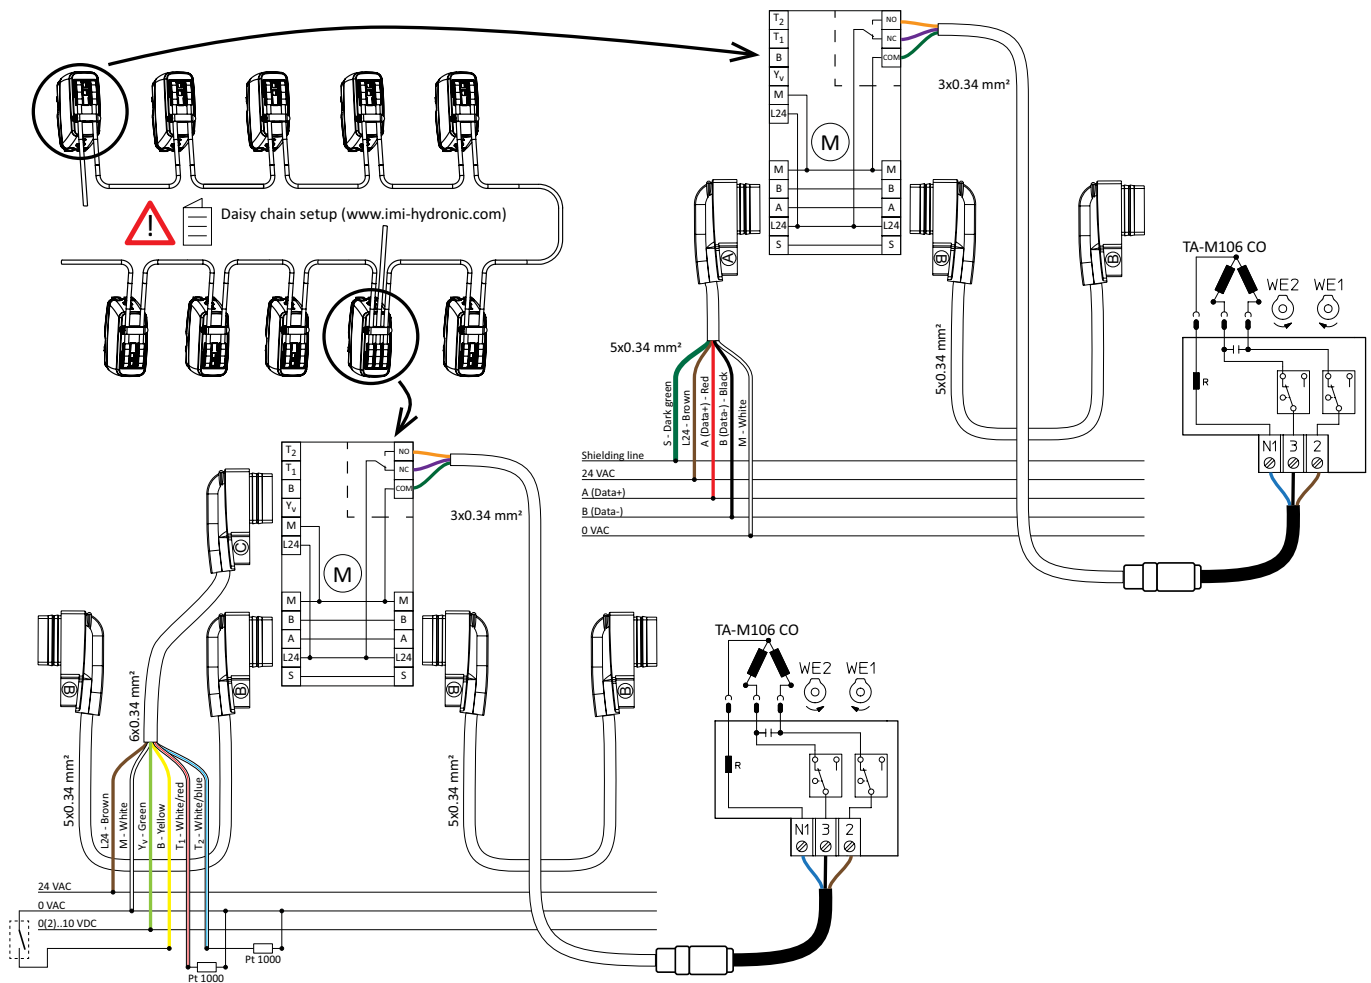 T2
T1
B
Yv
M
L24
M
B
A
L24
S
NO
NC
COM
M
M
B
A
L24
S
3x0.34 mm²
Daisy chain setup (www.imi-hydronic.com)
A
B
B
TA-M106 CO
WE2
WE1
R
N1
3
2
5x0.34 mm²
5x0.34 mm²
S - Dark green
L24 - Brown
A (Data+) - Red
B (Data-) - Black
M - White
Shielding line
24 VAC
A (Data+)
B (Data-)
0 VAC
T2
T1
B
Yv
M
L24
M
B
A
L24
S
NO
NC
COM
M
M
B
A
L24
S
3x0.34 mm²
C
B
B
B
B
TA-M106 CO
WE2
WE1
R
N1
3
2
6x0.34 mm²
5x0.34 mm²
5x0.34 mm²
L24 - Brown
M - White
Yv - Green
B - Yellow
T1 - White/red
T2 - White/blue
24 VAC
0 VAC
0(2)..10 VDC
Pt 1000
Pt 1000